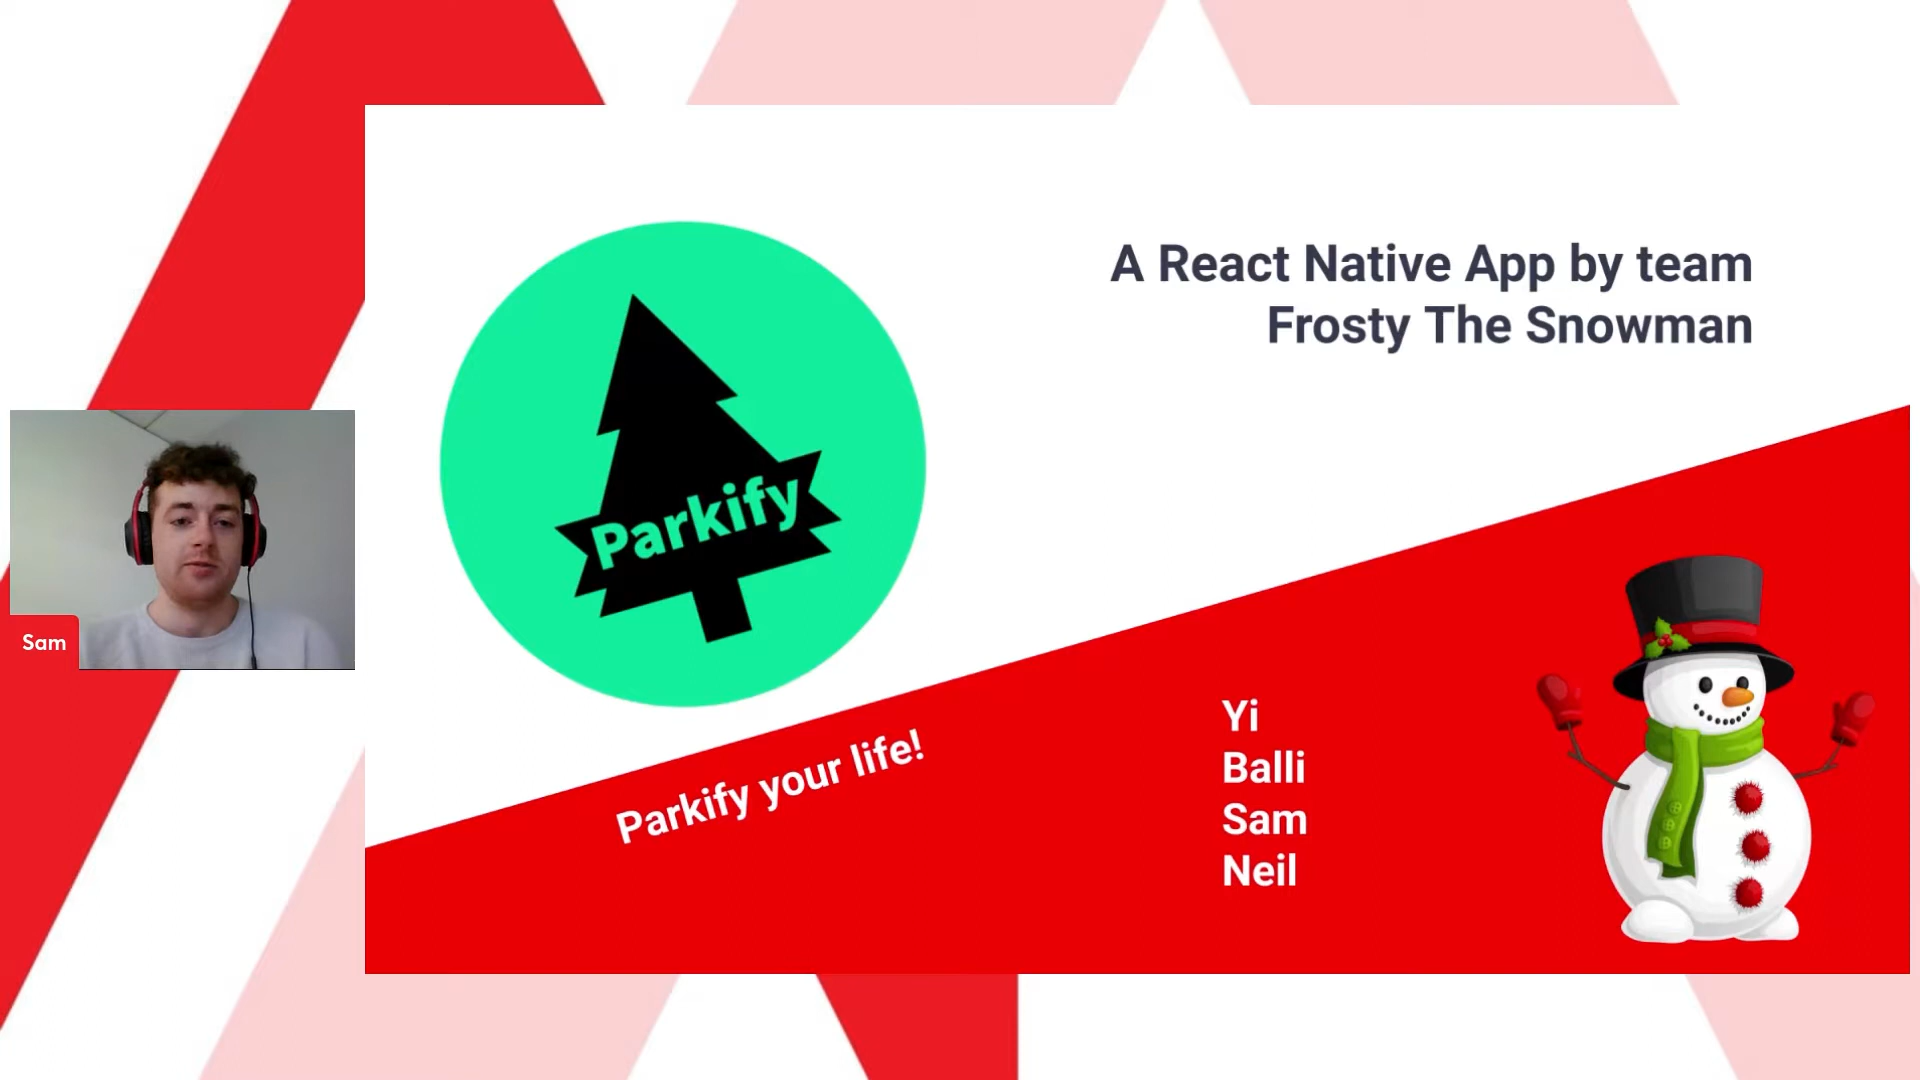 A React Native App by team
Frosty The Snowman
Parkify
Sam
Parkify your life!
Yi
Balli
Sam
Neil